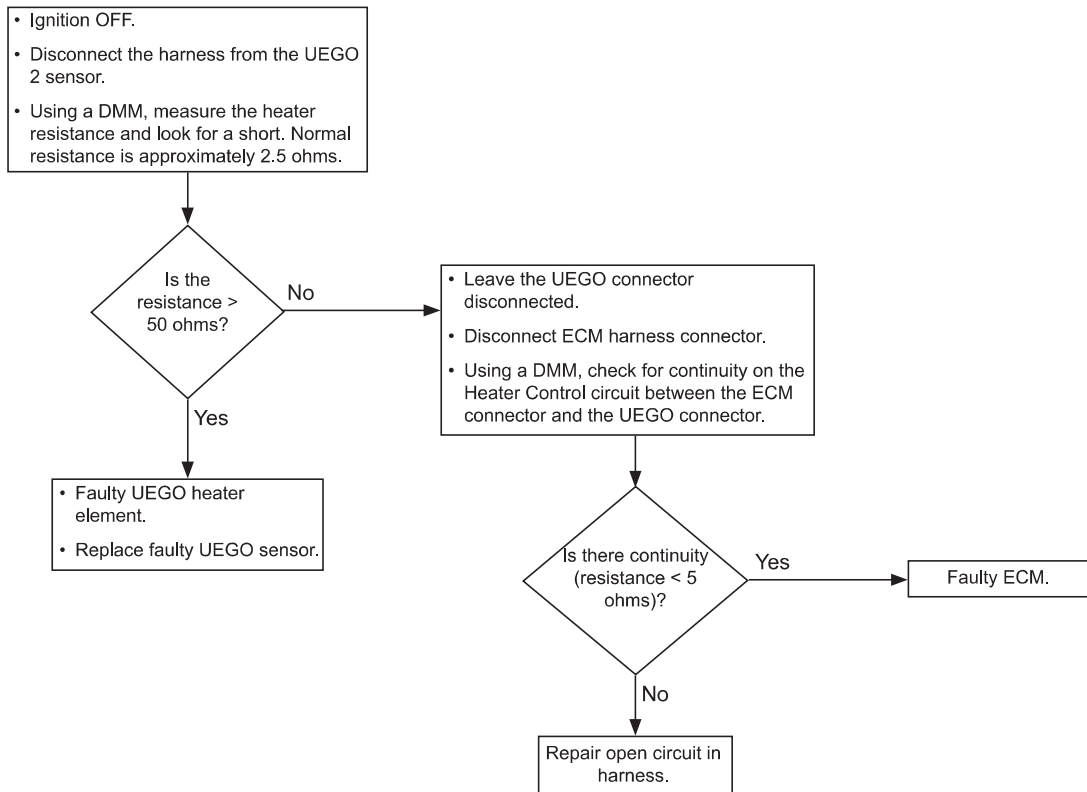 • Ignition OFF.
• Disconnect the harness from the UEGO
2 sensor.
• Using a DMM, measure the heater
resistance and look for a short. Normal
resistance is approximately 2.5 ohms.
Is the
resistance >
50 ohms?
No
Yes
• Leave the UEGO connector
disconnected.
• Disconnect ECM harness connector.
• Using a DMM, check for continuity on the
Heater Control circuit between the ECM
connector and the UEGO connector.
• Faulty UEGO heater
element.
• Replace faulty UEGO sensor.
Is there continuity
(resistance < 5
ohms)?
Yes
Faulty ECM.
No
Repair open circuit in
harness.